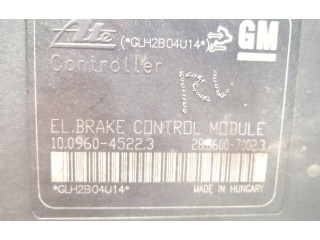 Ate (*GLH2B04U14*) GM
Controller
RU
EL.BRAKE CONTROL MODULE
10.0960-4522.3 28.5600-7002.3
*GLH2B04U14*
MADE IN HUNGARY